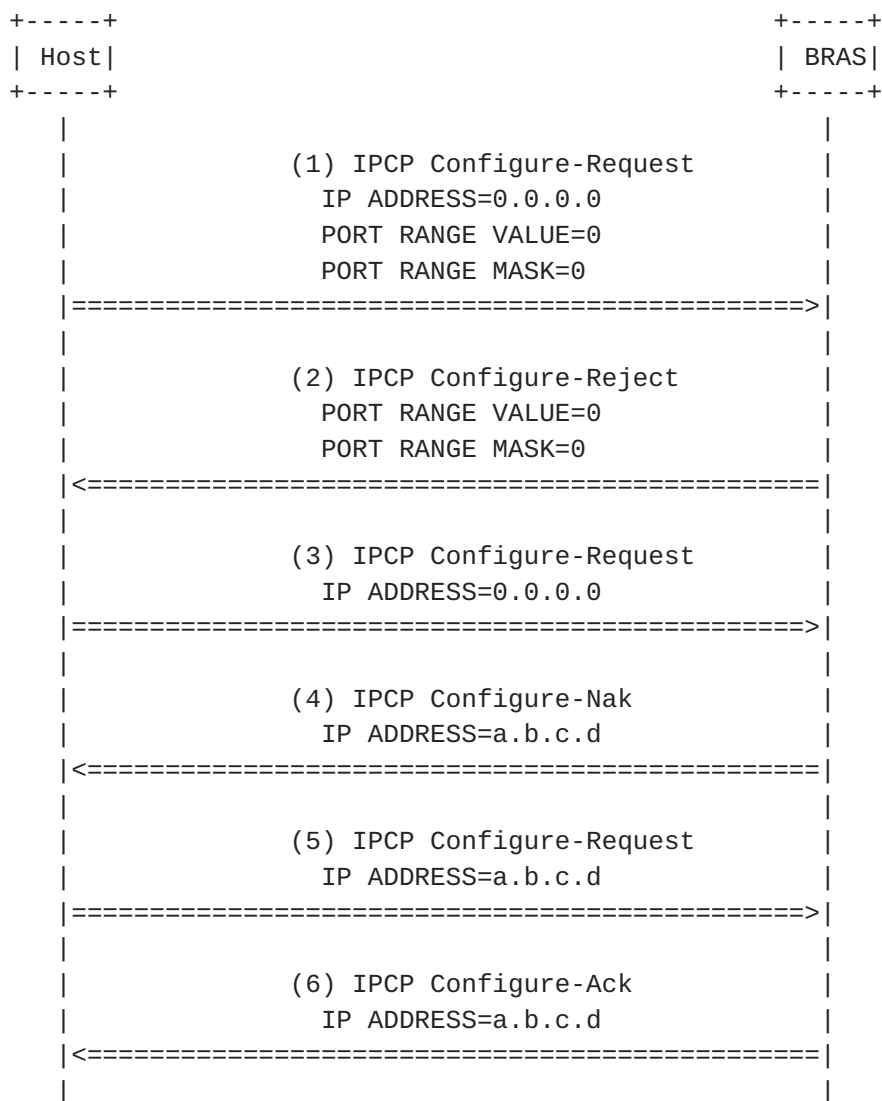 +-----+ +-----+
| Host| | BRAS|
+-----+ +-----+
| |
| (1) IPCP Configure-Request |
| IP ADDRESS=0.0.0.0 |
| PORT RANGE VALUE=0 |
| PORT RANGE MASK=0 |
|===============================================>|
| |
| (2) IPCP Configure-Reject |
| PORT RANGE VALUE=0 |
| PORT RANGE MASK=0 |
|<===============================================|
| |
| (3) IPCP Configure-Request |
| IP ADDRESS=0.0.0.0 |
|===============================================>|
| |
| (4) IPCP Configure-Nak |
| IP ADDRESS=a.b.c.d |
|<===============================================|
| |
| (5) IPCP Configure-Request |
| IP ADDRESS=a.b.c.d |
|===============================================>|
| |
| (6) IPCP Configure-Ack |
| IP ADDRESS=a.b.c.d |
|<===============================================|
| |